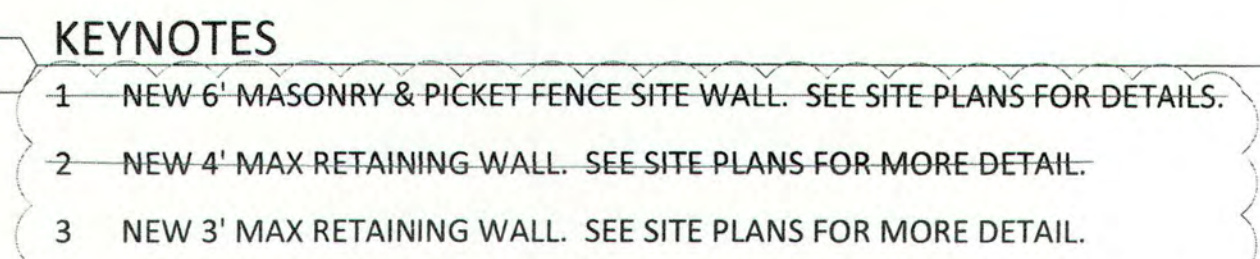 KEYNOTES
1 NEW 6' MASONRY & PICKET FENCE SITE WALL. SEE SITE PLANS FOR DETAILS.
2 NEW 4' MAX RETAINING WALL. SEE SITE PLANS FOR MORE DETAIL.
3 NEW 3' MAX RETAINING WALL. SEE SITE PLANS FOR MORE DETAIL.